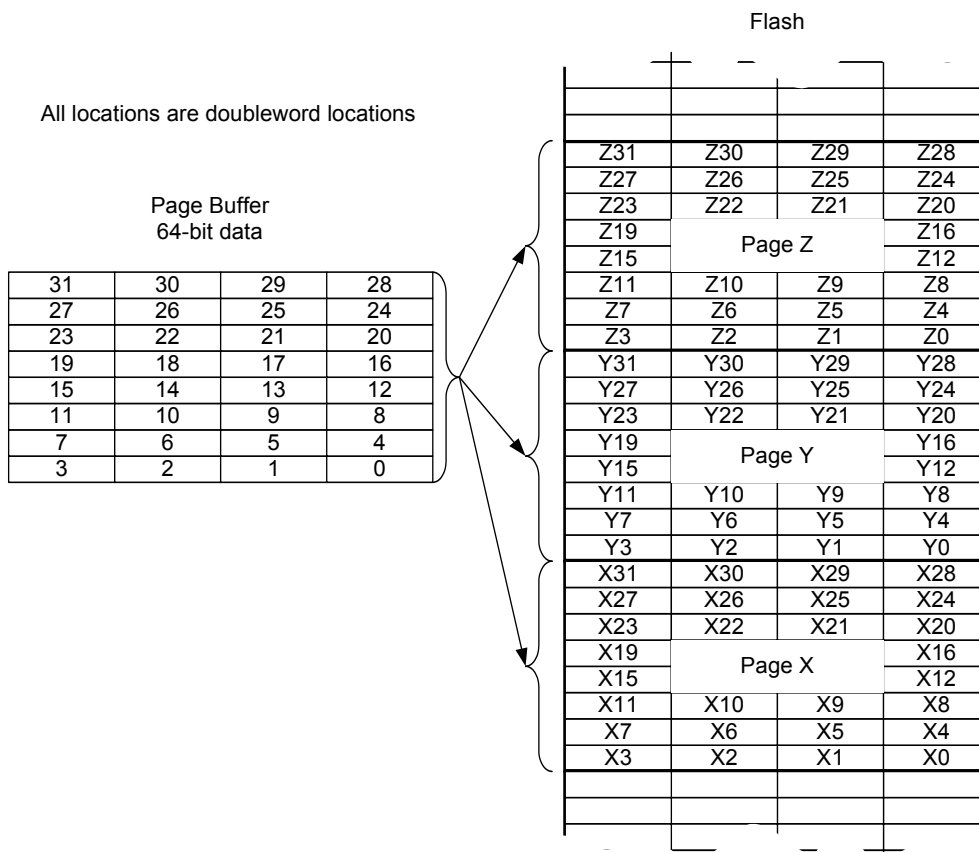 Flash
All locations are doubleword locations
Page Buffer
64-bit data
31 30 29 28
27 26 25 24
23 22 21 20
19 18 17 16
15 14 13 12
11 10 9 8
7 6 5 4
3 2 1 0
Z31 Z30 Z29 Z28
Z27 Z26 Z25 Z24
Z23 Z22 Z21 Z20
Z19 Z16
Page Z
Z15 Z12
Z11 Z10 Z9 Z8
Z7 Z6 Z5 Z4
Z3 Z2 Z1 Z0
Y31 Y30 Y29 Y28
Y27 Y26 Y25 Y24
Y23 Y22 Y21 Y20
Y19 Y16
Page Y
Y15 Y12
Y11 Y10 Y9 Y8
Y7 Y6 Y5 Y4
Y3 Y2 Y1 Y0
X31 X30 X29 X28
X27 X26 X25 X24
X23 X22 X21 X20
X19 X16
Page X
X15 X12
X11 X10 X9 X8
X7 X6 X5 X4
X3 X2 X1 X0